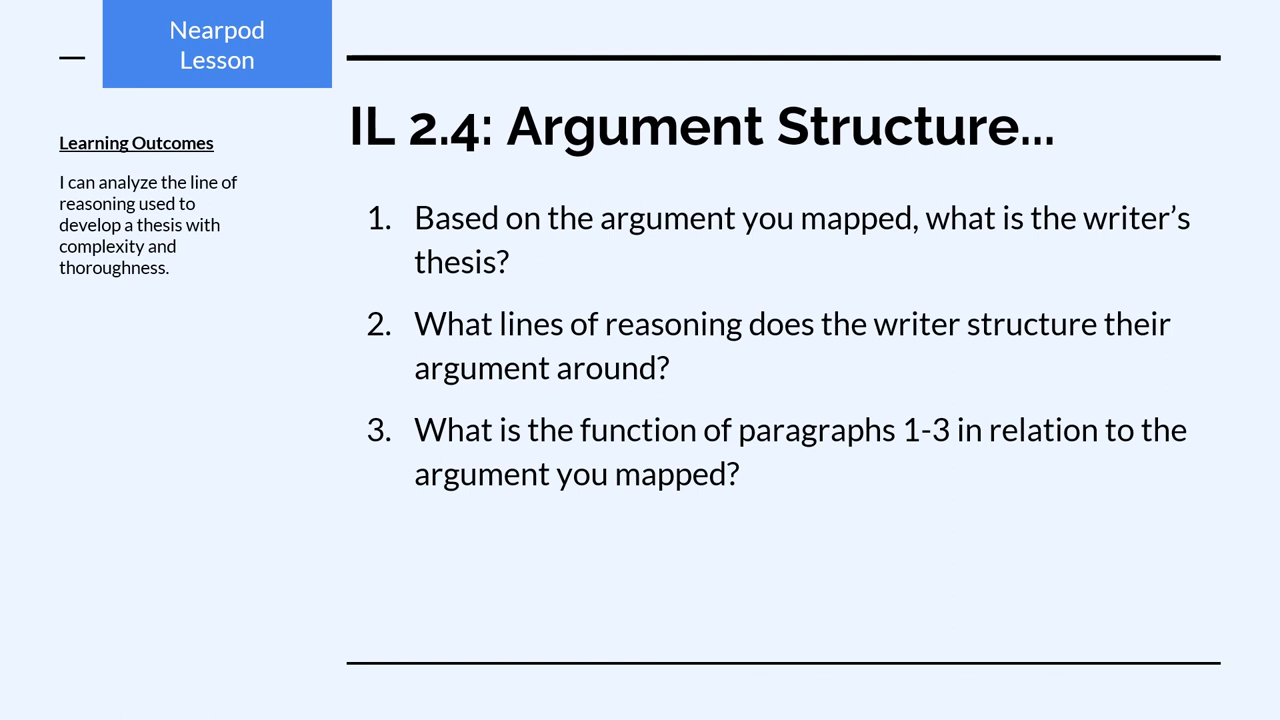 Nearpod
Lesson
Learning Outcomes
I can analyze the line of
reasoning used to
develop a thesis with
complexity and
thoroughness.
IL 2.4: Argument Structure...
1. Based on the argument you mapped, what is the writer’s
thesis?
2. What lines of reasoning does the writer structure their
argument around?
3. What is the function of paragraphs 1-3 in relation to the
argument you mapped?